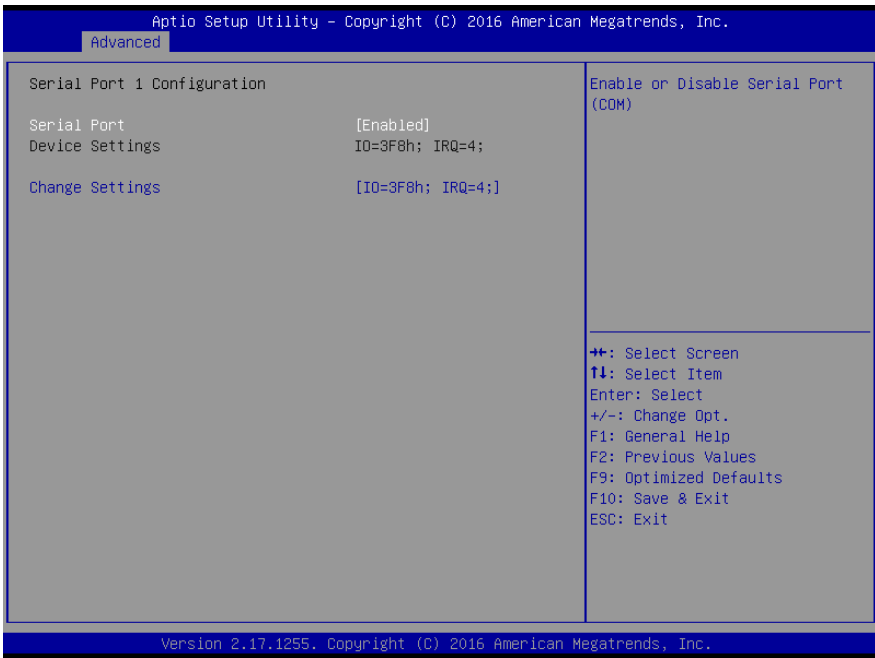 Aptio Setup Utility – Copyright (C) 2016 American Megatrends, Inc.
Advanced
Serial Port 1 Configuration
Serial Port [Enabled]
Device Settings IO=3F8h; IRQ=4;
Change Settings [IO=3F8h; IRQ=4;]
Enable or Disable Serial Port
(COM)
→←: Select Screen
↑↓: Select Item
Enter: Select
+/-: Change Opt.
F1: General Help
F2: Previous Values
F9: Optimized Defaults
F10: Save & Exit
ESC: Exit
Version 2.17.1255. Copyright (C) 2016 American Megatrends, Inc.